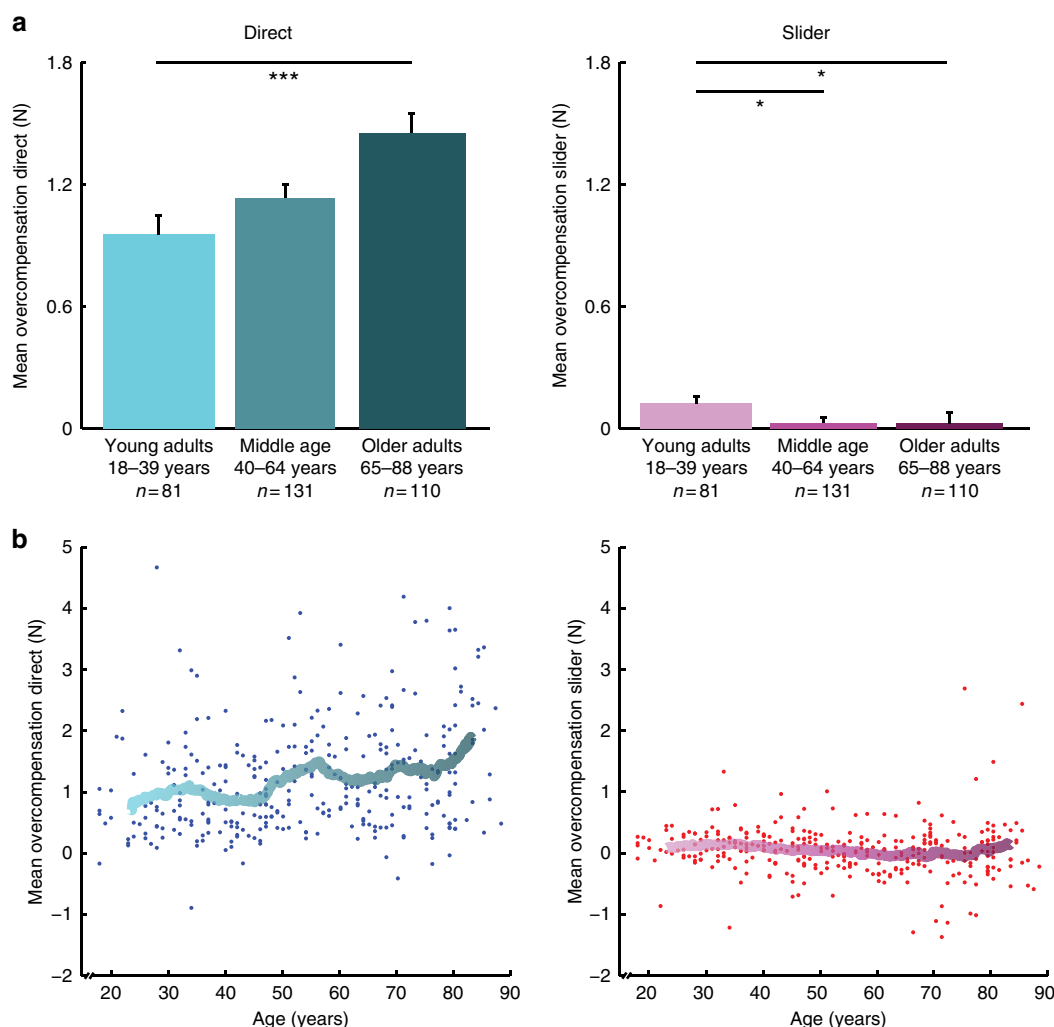 a
Direct
Mean overcompensation direct (N)
1.8
1.2
0.6
0
***
Young adults
18–39 years
n=81
Middle age
40–64 years
n=131
Older adults
65–88 years
n=110
Slider
Mean overcompensation slider (N)
1.8
1.2
0.6
0
*
*
Young adults
18–39 years
n=81
Middle age
40–64 years
n=131
Older adults
65–88 years
n=110
b
Mean overcompensation direct (N)
5
4
3
2
1
0
−1
−2
20 30 40 50 60 70 80 90
Age (years)
Mean overcompensation slider (N)
5
4
3
2
1
0
−1
−2
20 30 40 50 60 70 80 90
Age (years)